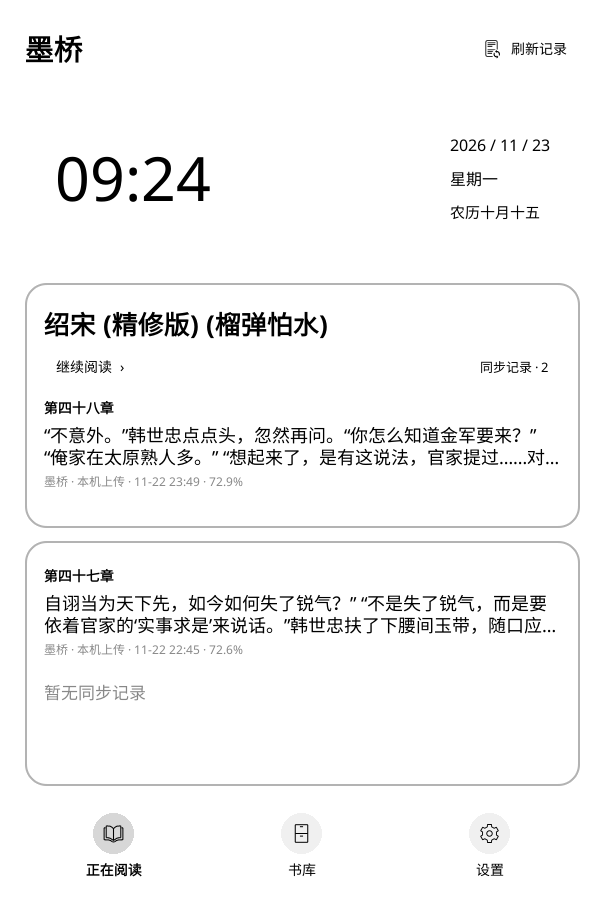 墨桥
刷新记录
09:24
2026 / 11 / 23
星期一
农历十月十五
绍宋 (精修版) (榴弹怕水)
继续阅读 ›
同步记录 · 2
第四十八章
“不意外。”韩世忠点点头，忽然再问。“你怎么知道金军要来？”
“俺家在太原熟人多。” “想起来了，是有这说法，官家提过……对…
墨桥 · 本机上传 · 11-22 23:49 · 72.9%
第四十七章
自诩当为天下先，如今如何失了锐气？” “不是失了锐气，而是要
依着官家的‘实事求是’来说话。”韩世忠扶了下腰间玉带，随口应…
墨桥 · 本机上传 · 11-22 22:45 · 72.6%
暂无同步记录
正在阅读
书库
设置